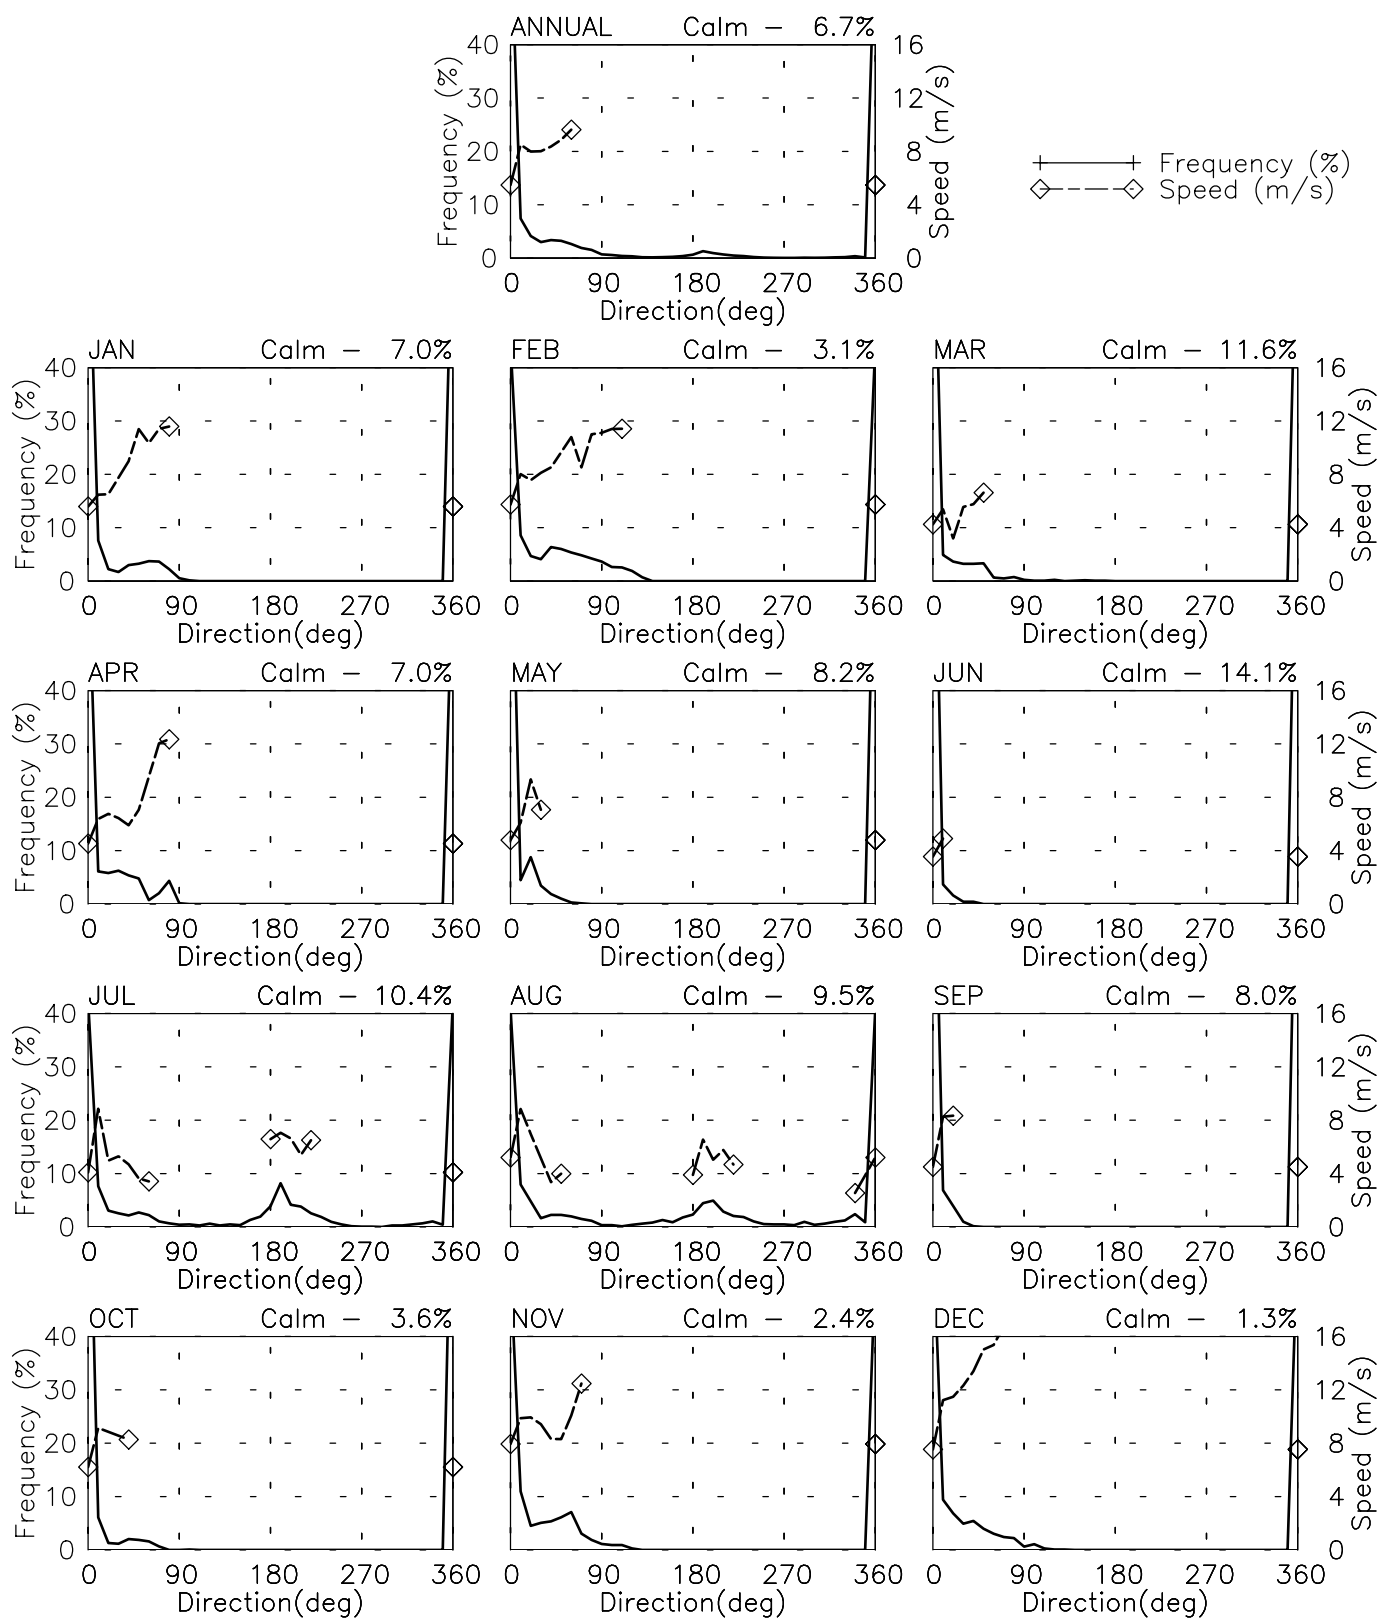 ANNUAL Calm - 6.7%
40 16
30 12
20 8
10 4
0 0
0 90 180 270 360
Direction(deg)
Frequency (%)
Speed (m/s)
Frequency (%)
Speed (m/s)
JAN Calm - 7.0% FEB Calm - 3.1% MAR Calm - 11.6%
40 16
30 12
20 8
10 4
0 0
0 90 180 270 360 0 90 180 270 360 0 90 180 270 360
Direction(deg) Direction(deg) Direction(deg)
Frequency (%)
Speed (m/s)
APR Calm - 7.0% MAY Calm - 8.2% JUN Calm - 14.1%
40 16
30 12
20 8
10 4
0 0
0 90 180 270 360 0 90 180 270 360 0 90 180 270 360
Direction(deg) Direction(deg) Direction(deg)
Frequency (%)
Speed (m/s)
JUL Calm - 10.4% AUG Calm - 9.5% SEP Calm - 8.0%
40 16
30 12
20 8
10 4
0 0
0 90 180 270 360 0 90 180 270 360 0 90 180 270 360
Direction(deg) Direction(deg) Direction(deg)
Frequency (%)
Speed (m/s)
OCT Calm - 3.6% NOV Calm - 2.4% DEC Calm - 1.3%
40 16
30 12
20 8
10 4
0 0
0 90 180 270 360 0 90 180 270 360 0 90 180 270 360
Direction(deg) Direction(deg) Direction(deg)
Frequency (%)
Speed (m/s)